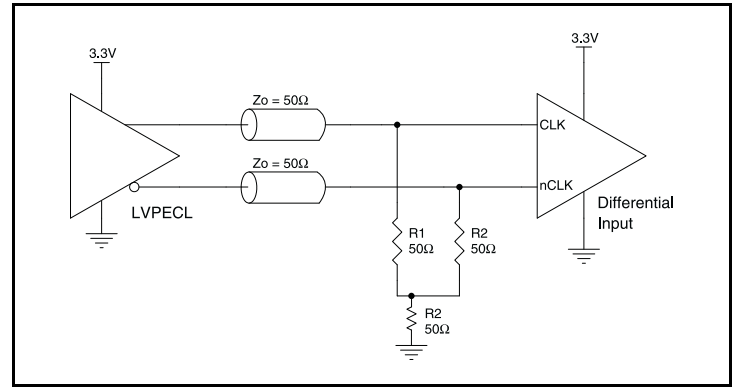 3.3V
3.3V
Zo = 50Ω
CLK
Zo = 50Ω
nCLK
LVPECL
Differential
Input
R1
50Ω
R2
50Ω
R2
50Ω